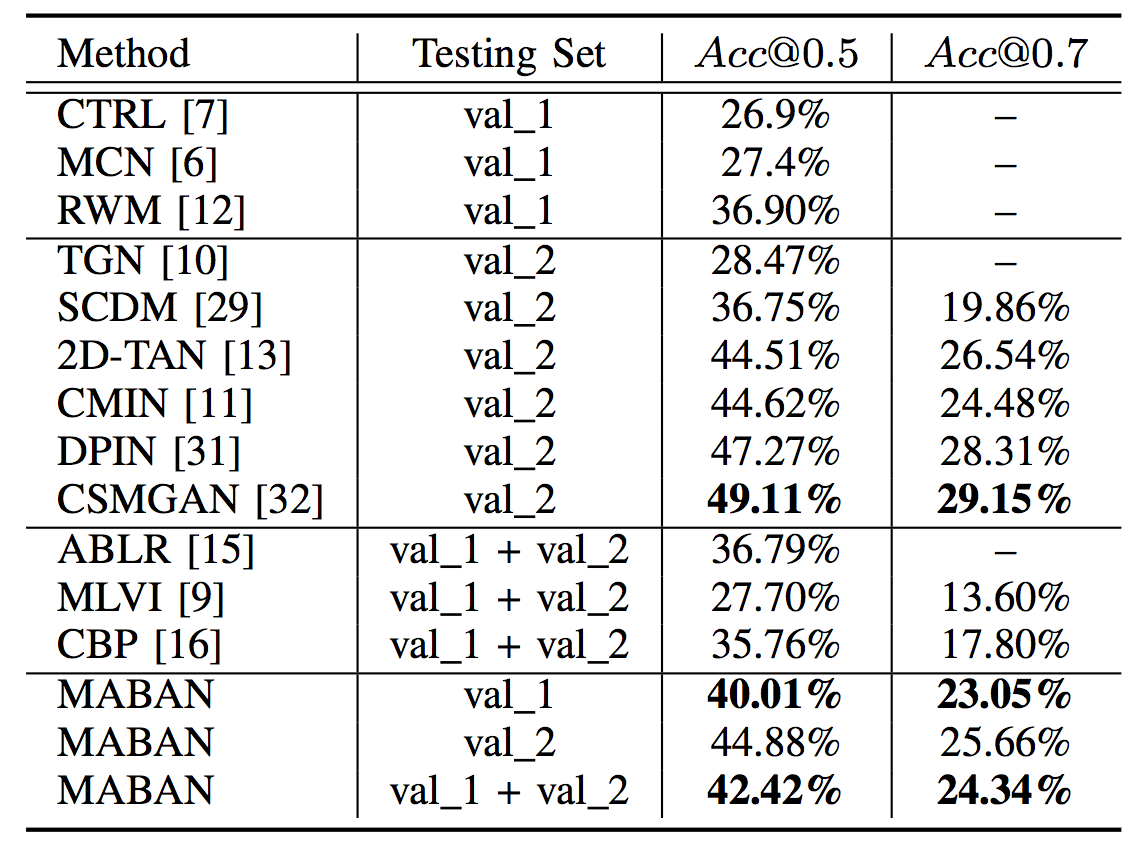 Method Testing Set Acc@0.5 Acc@0.7
CTRL [7] val_1 26.9% –
MCN [6] val_1 27.4% –
RWM [12] val_1 36.90% –
TGN [10] val_2 28.47% –
SCDM [29] val_2 36.75% 19.86%
2D-TAN [13] val_2 44.51% 26.54%
CMIN [11] val_2 44.62% 24.48%
DPIN [31] val_2 47.27% 28.31%
CSMGAN [32] val_2 49.11% 29.15%
ABLR [15] val_1 + val_2 36.79% –
MLVI [9] val_1 + val_2 27.70% 13.60%
CBP [16] val_1 + val_2 35.76% 17.80%
MABAN val_1 40.01% 23.05%
MABAN val_2 44.88% 25.66%
MABAN val_1 + val_2 42.42% 24.34%